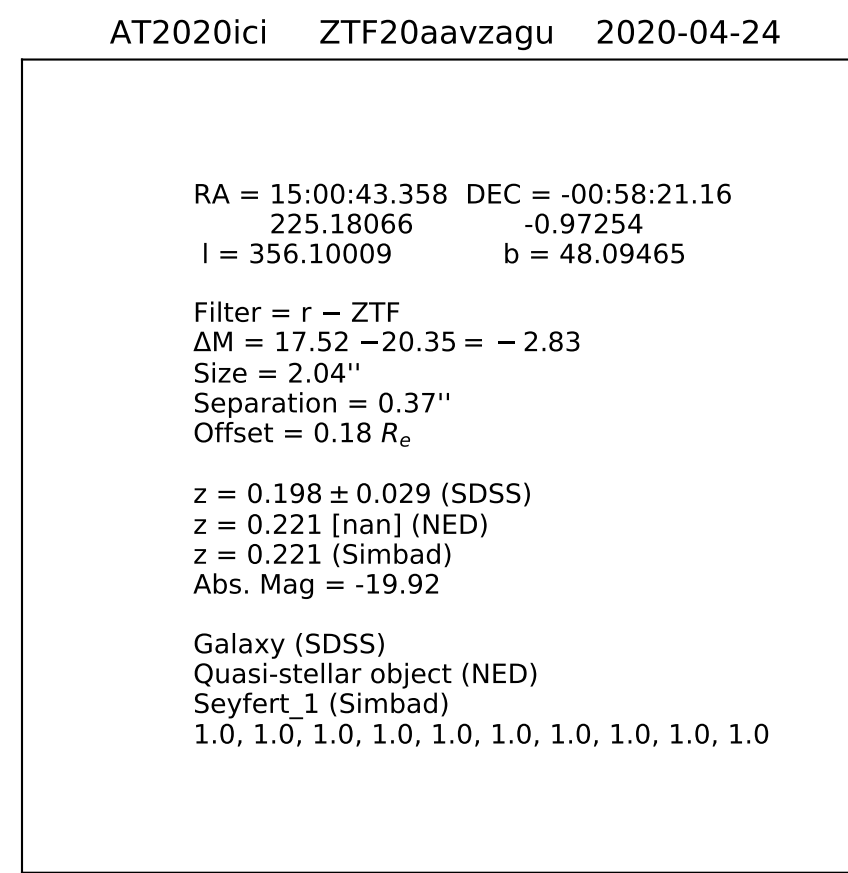 AT2020ici ZTF20aavzagu 2020-04-24
RA = 15:00:43.358 DEC = -00:58:21.16
225.18066 -0.97254
l = 356.10009 b = 48.09465
Filter = r − ZTF
ΔM = 17.52 −20.35 = − 2.83
Size = 2.04''
Separation = 0.37''
Offset = 0.18 Re
z = 0.198 ± 0.029 (SDSS)
z = 0.221 [nan] (NED)
z = 0.221 (Simbad)
Abs. Mag = -19.92
Galaxy (SDSS)
Quasi-stellar object (NED)
Seyfert_1 (Simbad)
1.0, 1.0, 1.0, 1.0, 1.0, 1.0, 1.0, 1.0, 1.0, 1.0